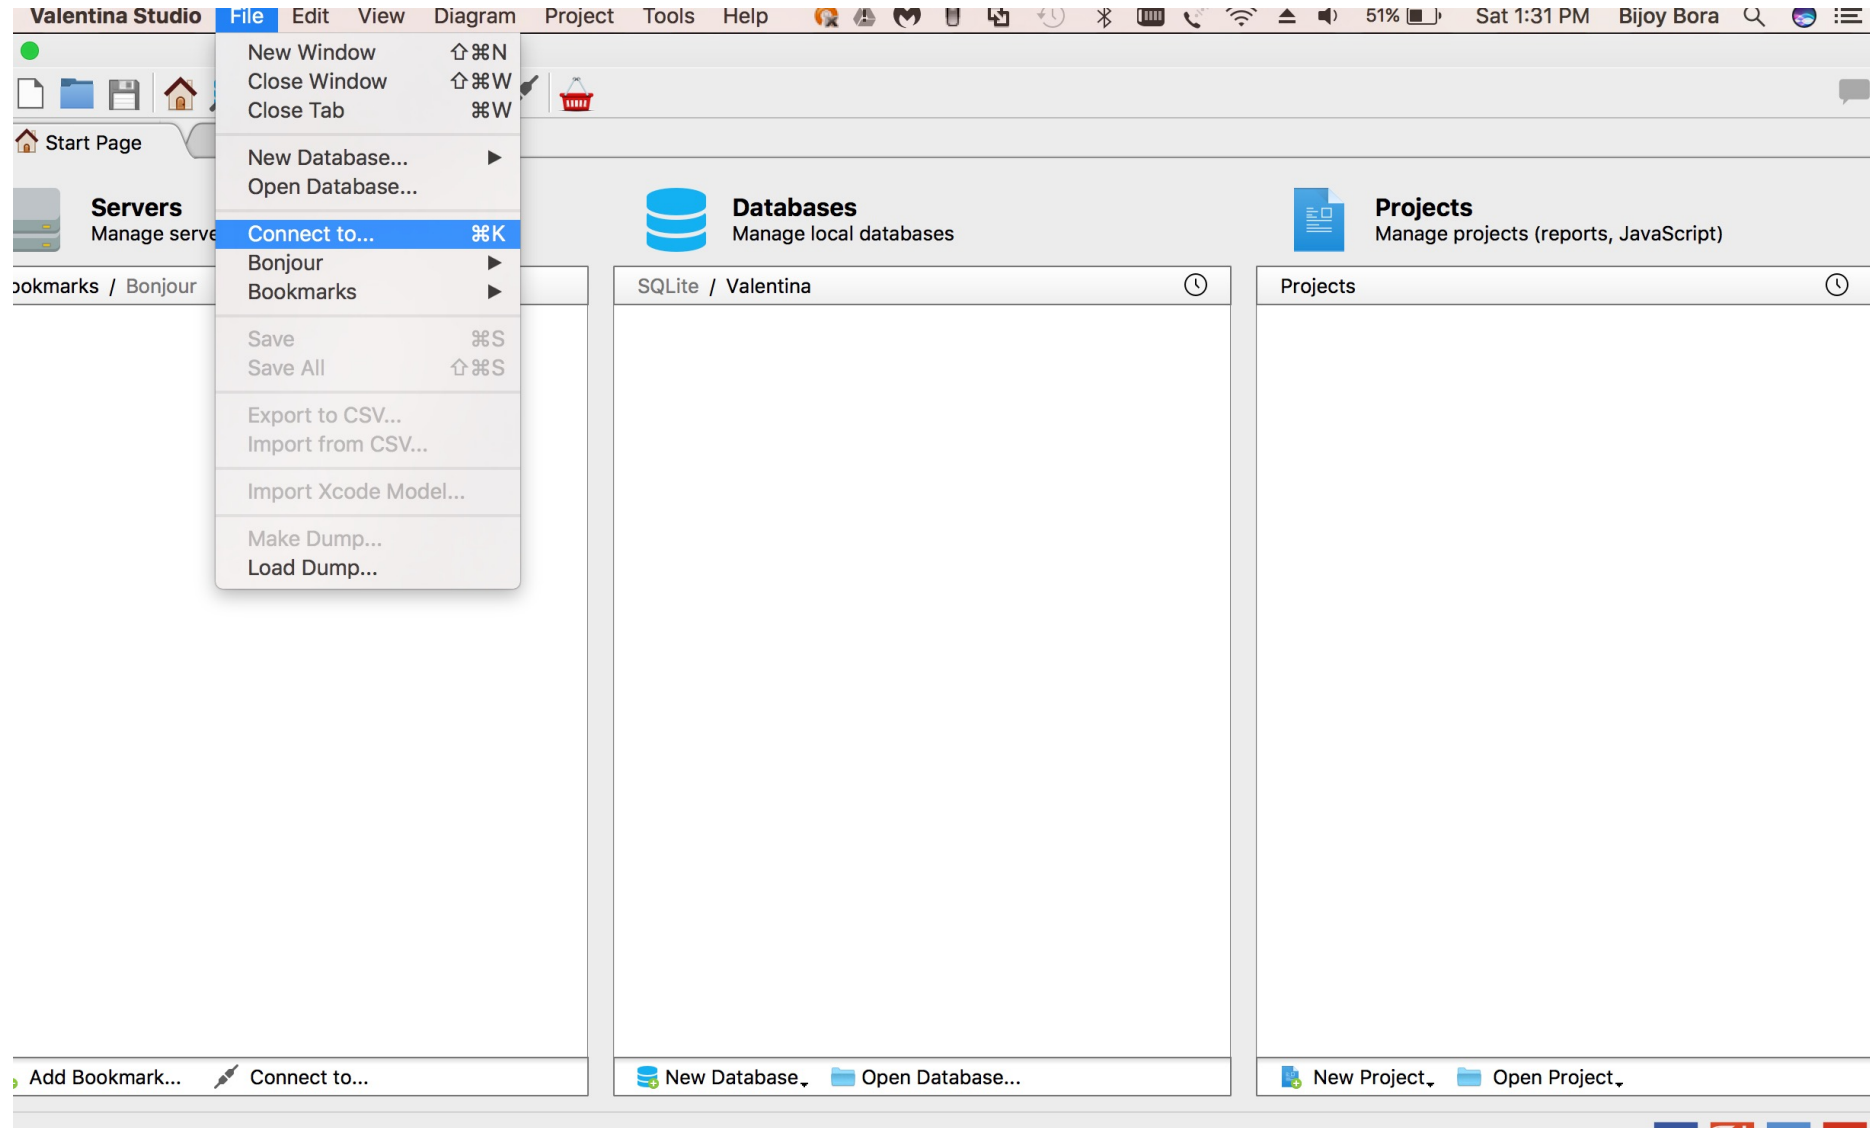 Valentina Studio File Edit View Diagram Project Tools Help 51% Sat 1:31 PM Bijoy Bora
New Window ⇧⌘N
Close Window ⇧⌘W
Close Tab ⌘W
New Database... ▶
Open Database...
Connect to... ⌘K
Bonjour ▶
Bookmarks ▶
Save ⌘S
Save All ⇧⌘S
Export to CSV...
Import from CSV...
Import Xcode Model...
Make Dump...
Load Dump...
Start Page
Servers
Manage serve
ookmarks / Bonjour
Add Bookmark... Connect to...
Databases
Manage local databases
SQLite / Valentina
New Database Open Database...
Projects
Manage projects (reports, JavaScript)
Projects
New Project Open Project